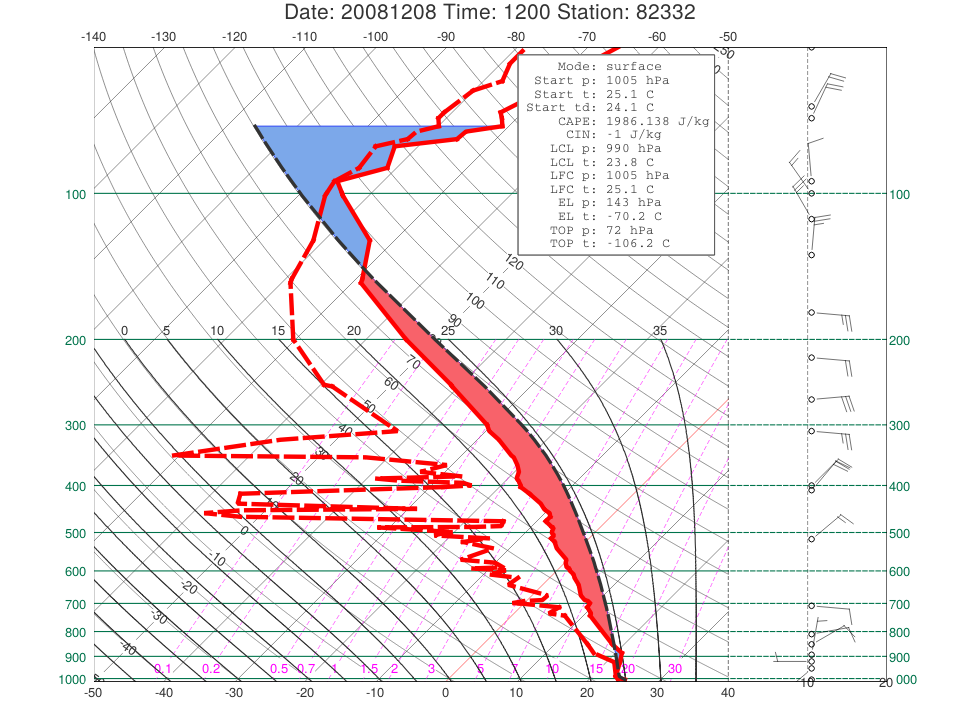 Date: 20081208 Time: 1200 Station: 82332
-140 -130 -120 -110 -100 -90 -80 -70 -60 -50
Mode: surface
Start p: 1005 hPa
Start t: 25.1 C
Start td: 24.1 C
CAPE: 1986.138 J/kg
CIN: -1 J/kg
LCL p: 990 hPa
LCL t: 23.8 C
LFC p: 1005 hPa
LFC t: 25.1 C
EL p: 143 hPa
EL t: -70.2 C
TOP p: 72 hPa
TOP t: -106.2 C
100 100
120
110
100
90
0 5 10 15 20 25 30 35
200 200
70
60
50
300 300
40
30
20
400 400
10
500 0 500
-10
600 600
-20
700 700
-30
800 800
-40
900 900
0.1 0.2 0.5 0.7 1 1.5 2 3 5 7 10 15 20 30
1000 000
-50 -40 -30 -20 -10 0 10 20 30 40 10 20